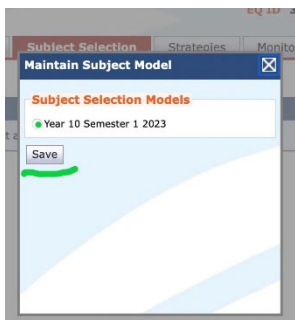 EQ ID
Subject Selection Strategies Monito
Maintain Subject Model
Subject Selection Models
Year 10 Semester 1 2023
Save